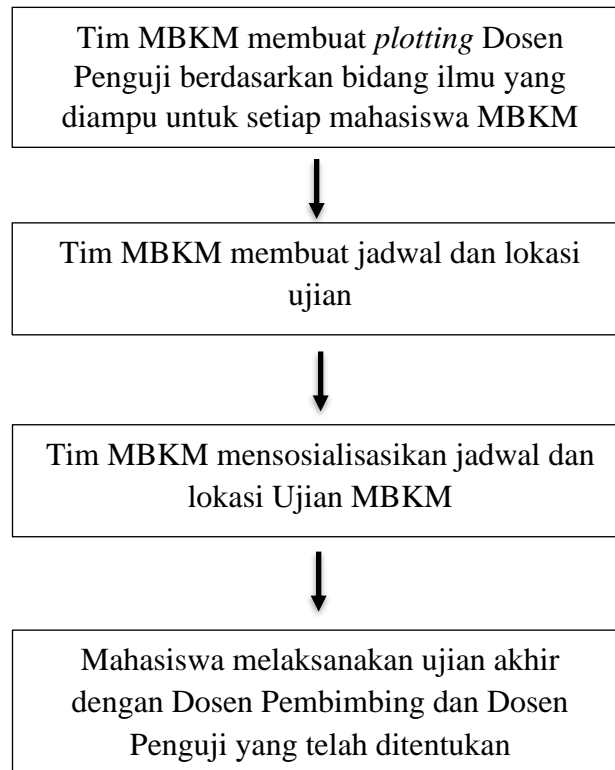 Tim MBKM membuat plotting Dosen
Penguji berdasarkan bidang ilmu yang
diampu untuk setiap mahasiswa MBKM
Tim MBKM membuat jadwal dan lokasi
ujian
Tim MBKM mensosialisasikan jadwal dan
lokasi Ujian MBKM
Mahasiswa melaksanakan ujian akhir
dengan Dosen Pembimbing dan Dosen
Penguji yang telah ditentukan